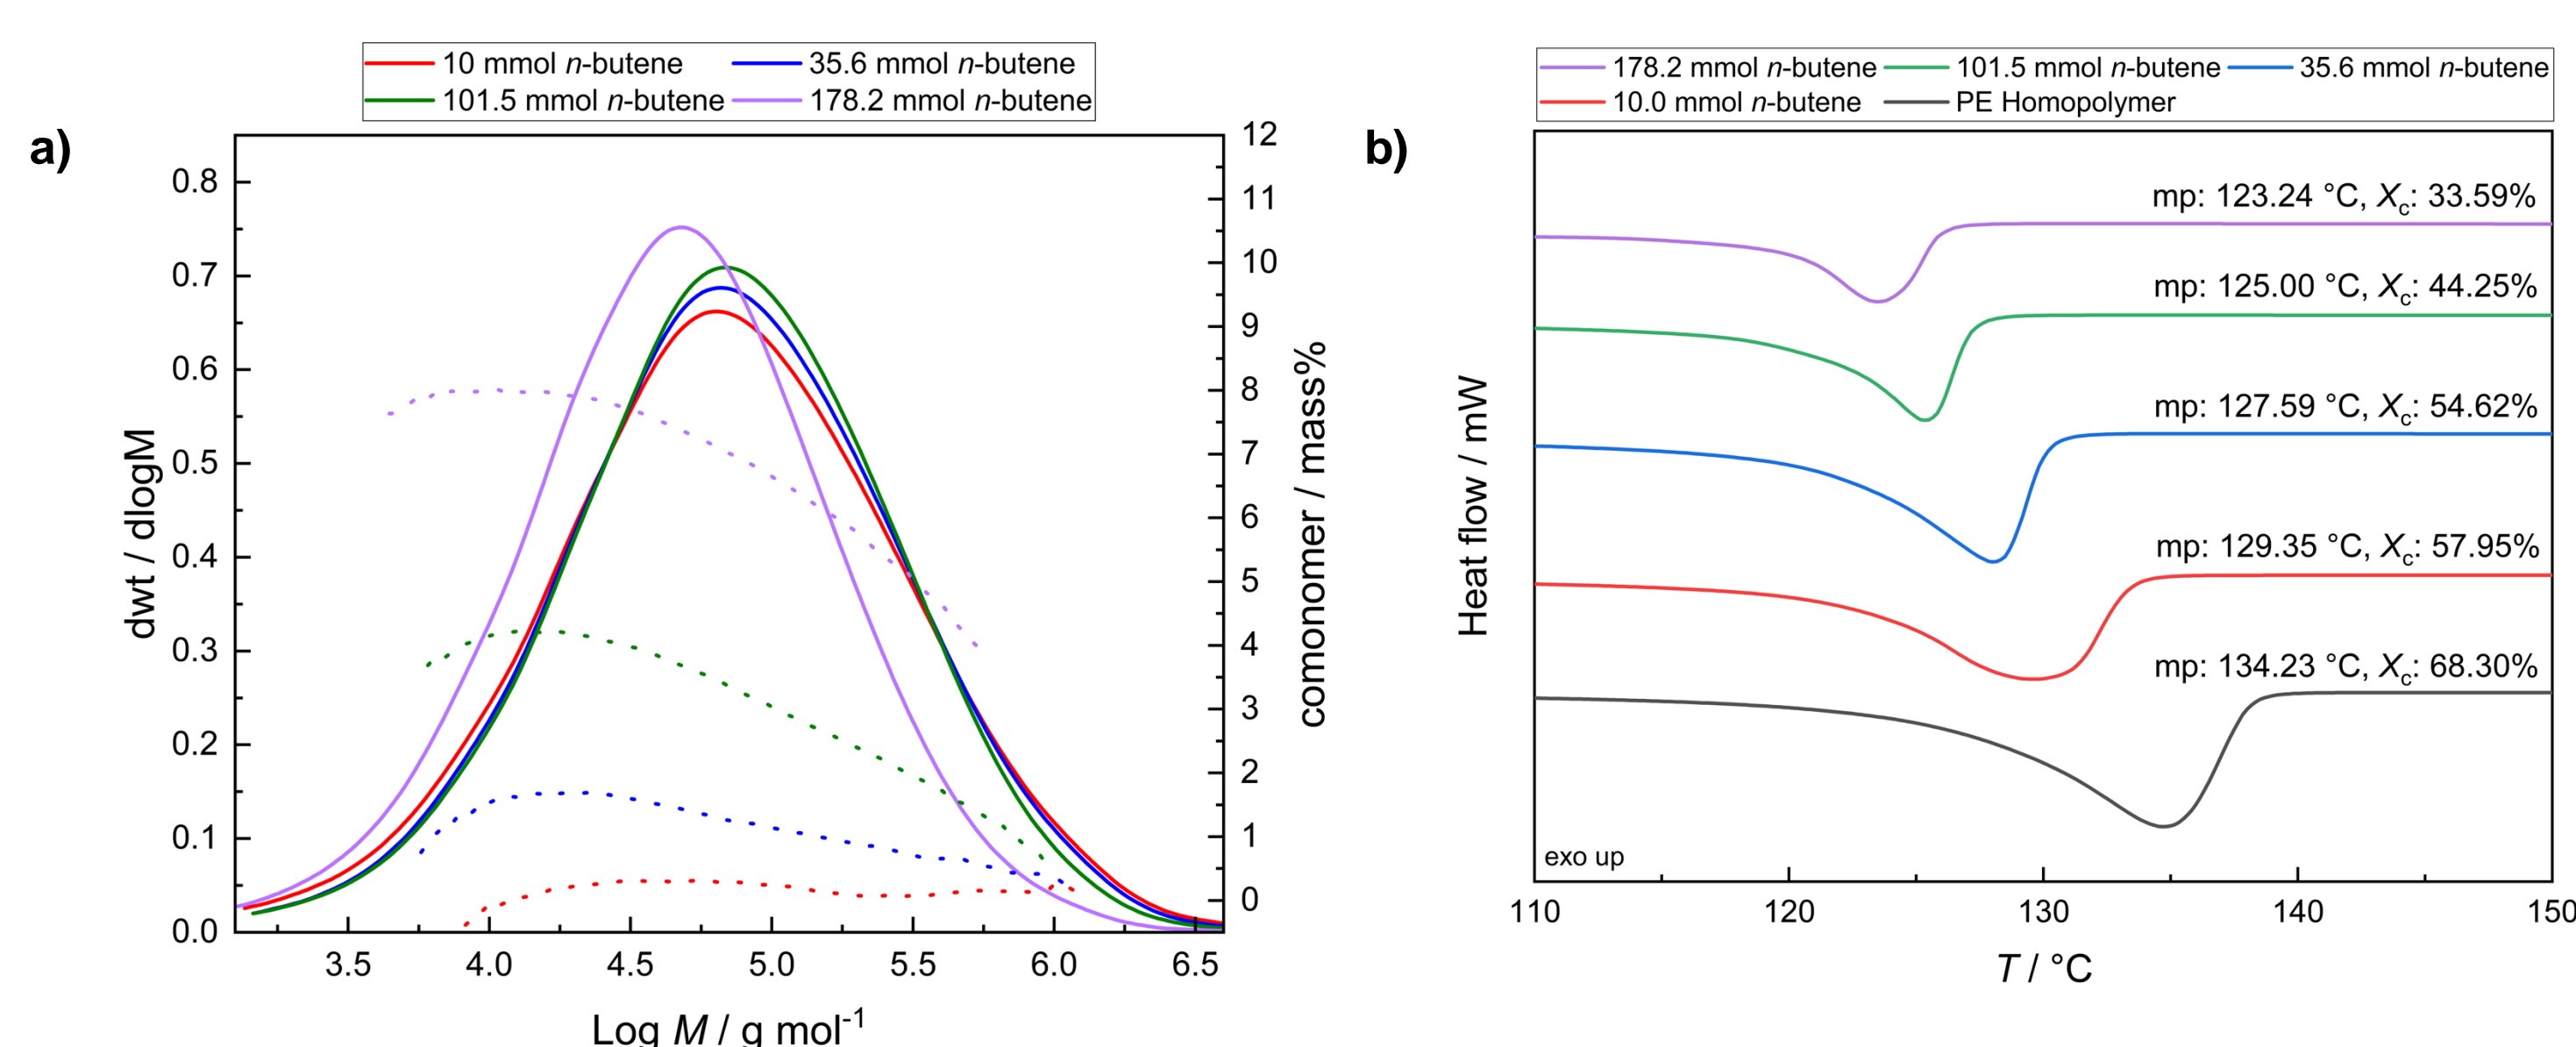 a)
10 mmol n-butene
35.6 mmol n-butene
101.5 mmol n-butene
178.2 mmol n-butene
dwt / dlogM
0.8
0.7
0.6
0.5
0.4
0.3
0.2
0.1
0.0
12
11
10
9
8
7
6
5
4
3
2
1
0
comonomer / mass%
3.5 4.0 4.5 5.0 5.5 6.0 6.5
Log M / g mol-1
b)
178.2 mmol n-butene
101.5 mmol n-butene
35.6 mmol n-butene
10.0 mmol n-butene
PE Homopolymer
Heat flow / mW
mp: 123.24 °C, Xc: 33.59%
mp: 125.00 °C, Xc: 44.25%
mp: 127.59 °C, Xc: 54.62%
mp: 129.35 °C, Xc: 57.95%
mp: 134.23 °C, Xc: 68.30%
exo up
110 120 130 140 150
T / °C